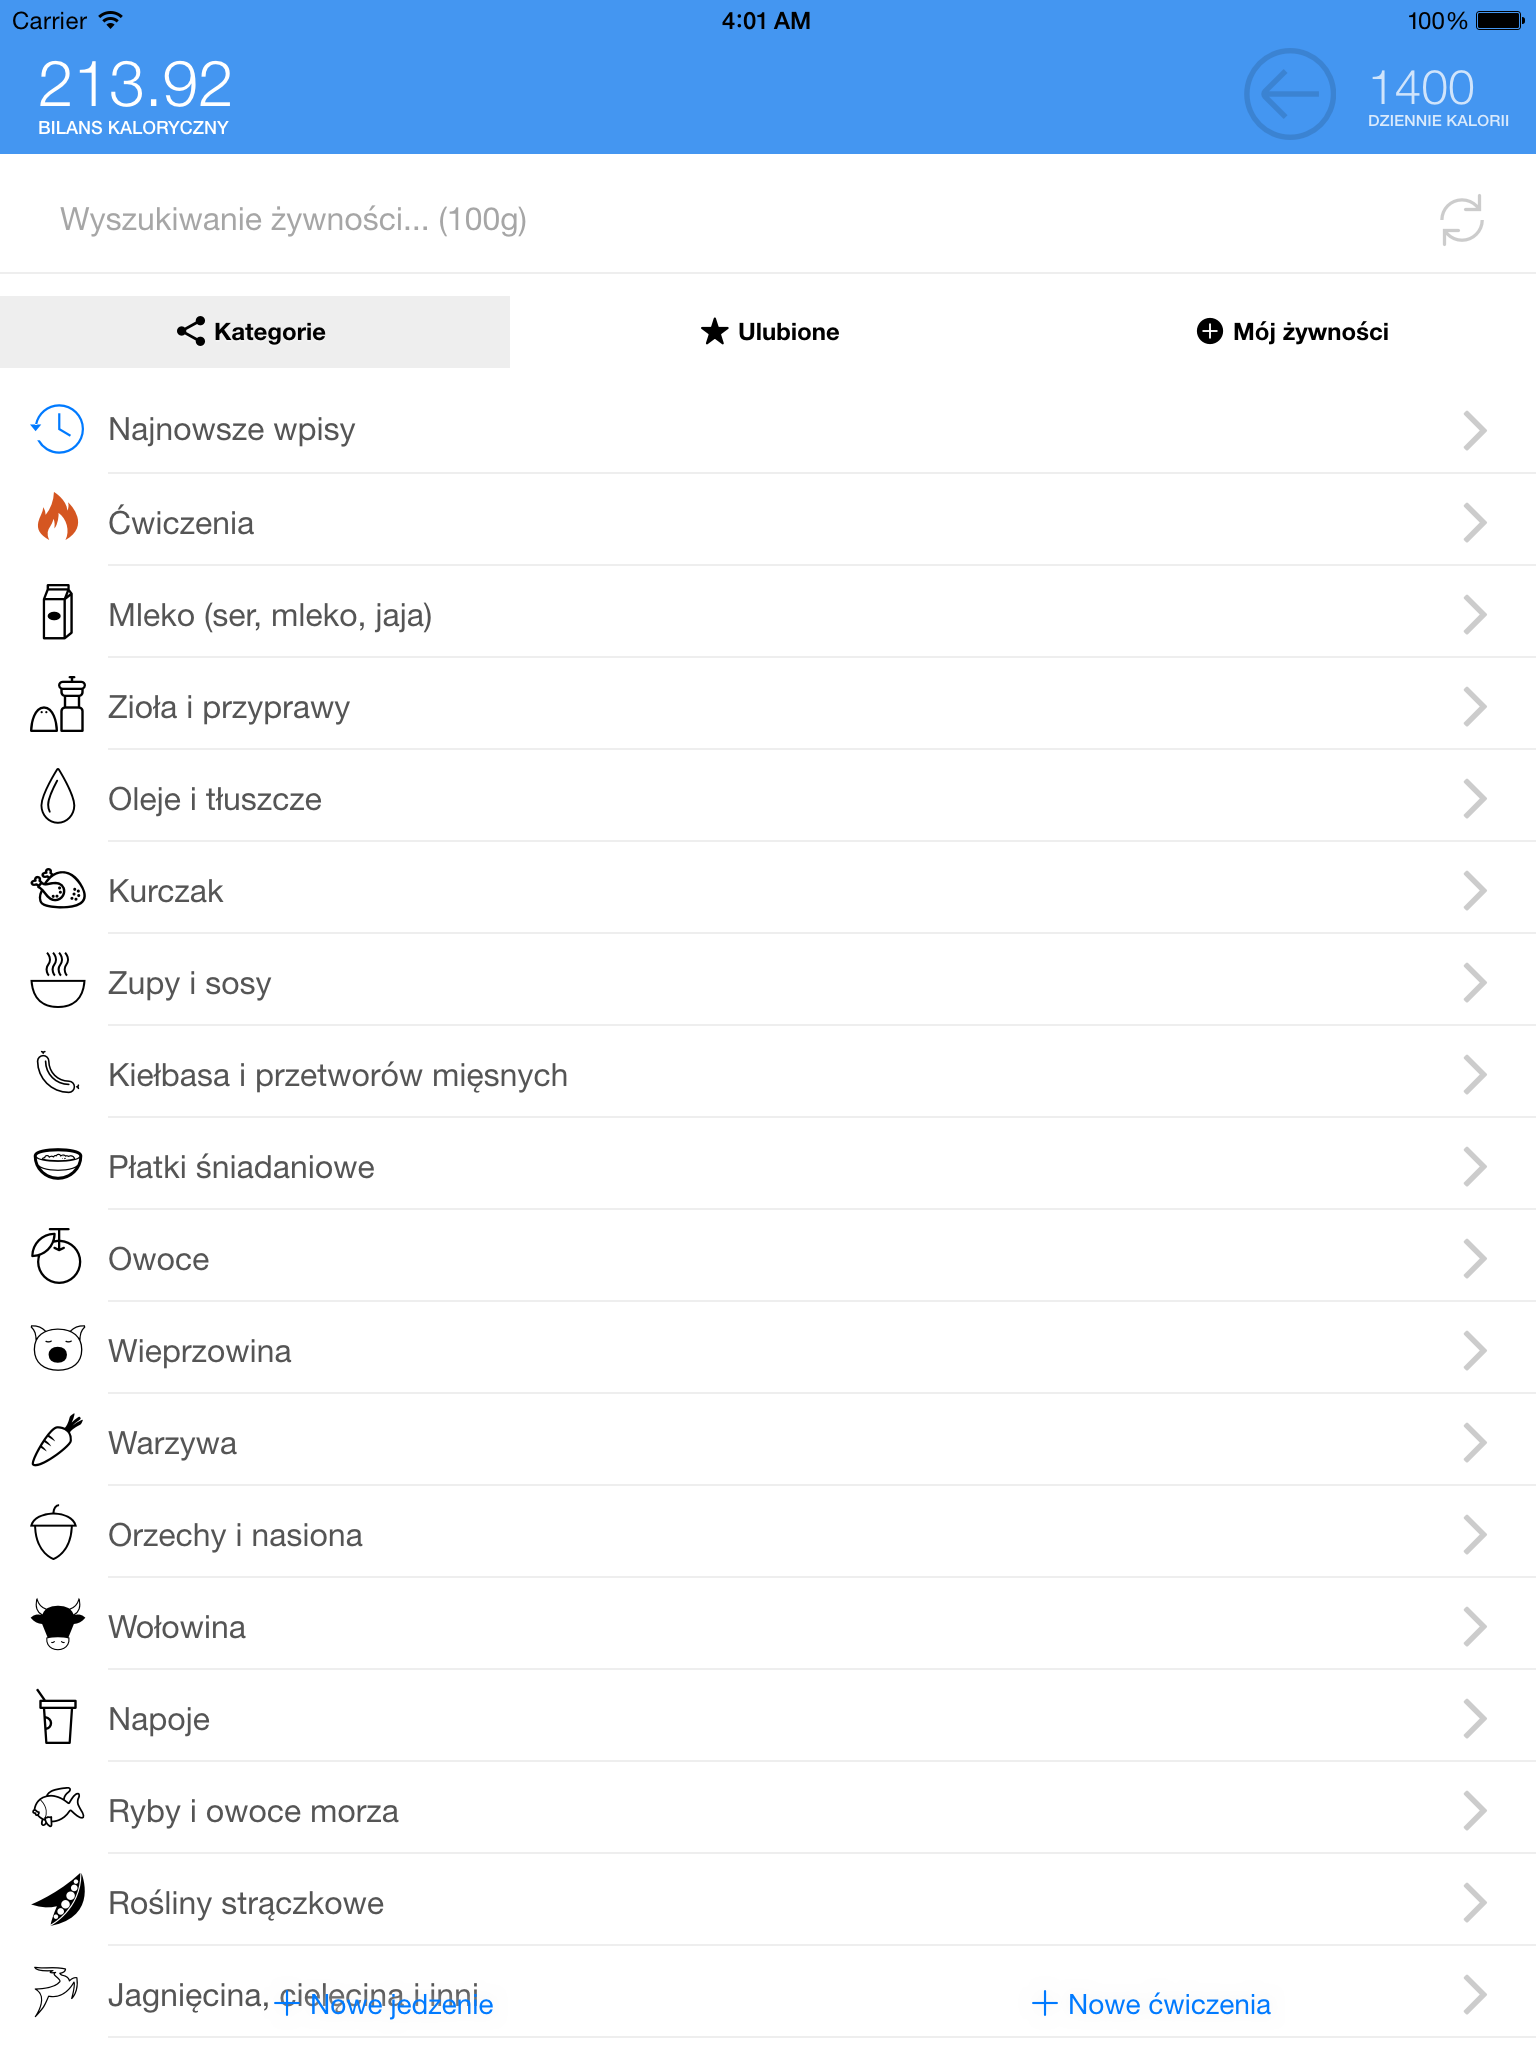 Carrier 4:01 AM 100%
213.92
BILANS KALORYCZNY
1400
DZIENNIE KALORII
Wyszukiwanie żywności... (100g)
Kategorie
Ulubione
Mój żywności
Najnowsze wpisy
Ćwiczenia
Mleko (ser, mleko, jaja)
Zioła i przyprawy
Oleje i tłuszcze
Kurczak
Zupy i sosy
Kiełbasa i przetworów mięsnych
Płatki śniadaniowe
Owoce
Wieprzowina
Warzywa
Orzechy i nasiona
Wołowina
Napoje
Ryby i owoce morza
Rośliny strączkowe
Jagnięcina, cielęcina i inni
Nowe jedzenie
Nowe ćwiczenia